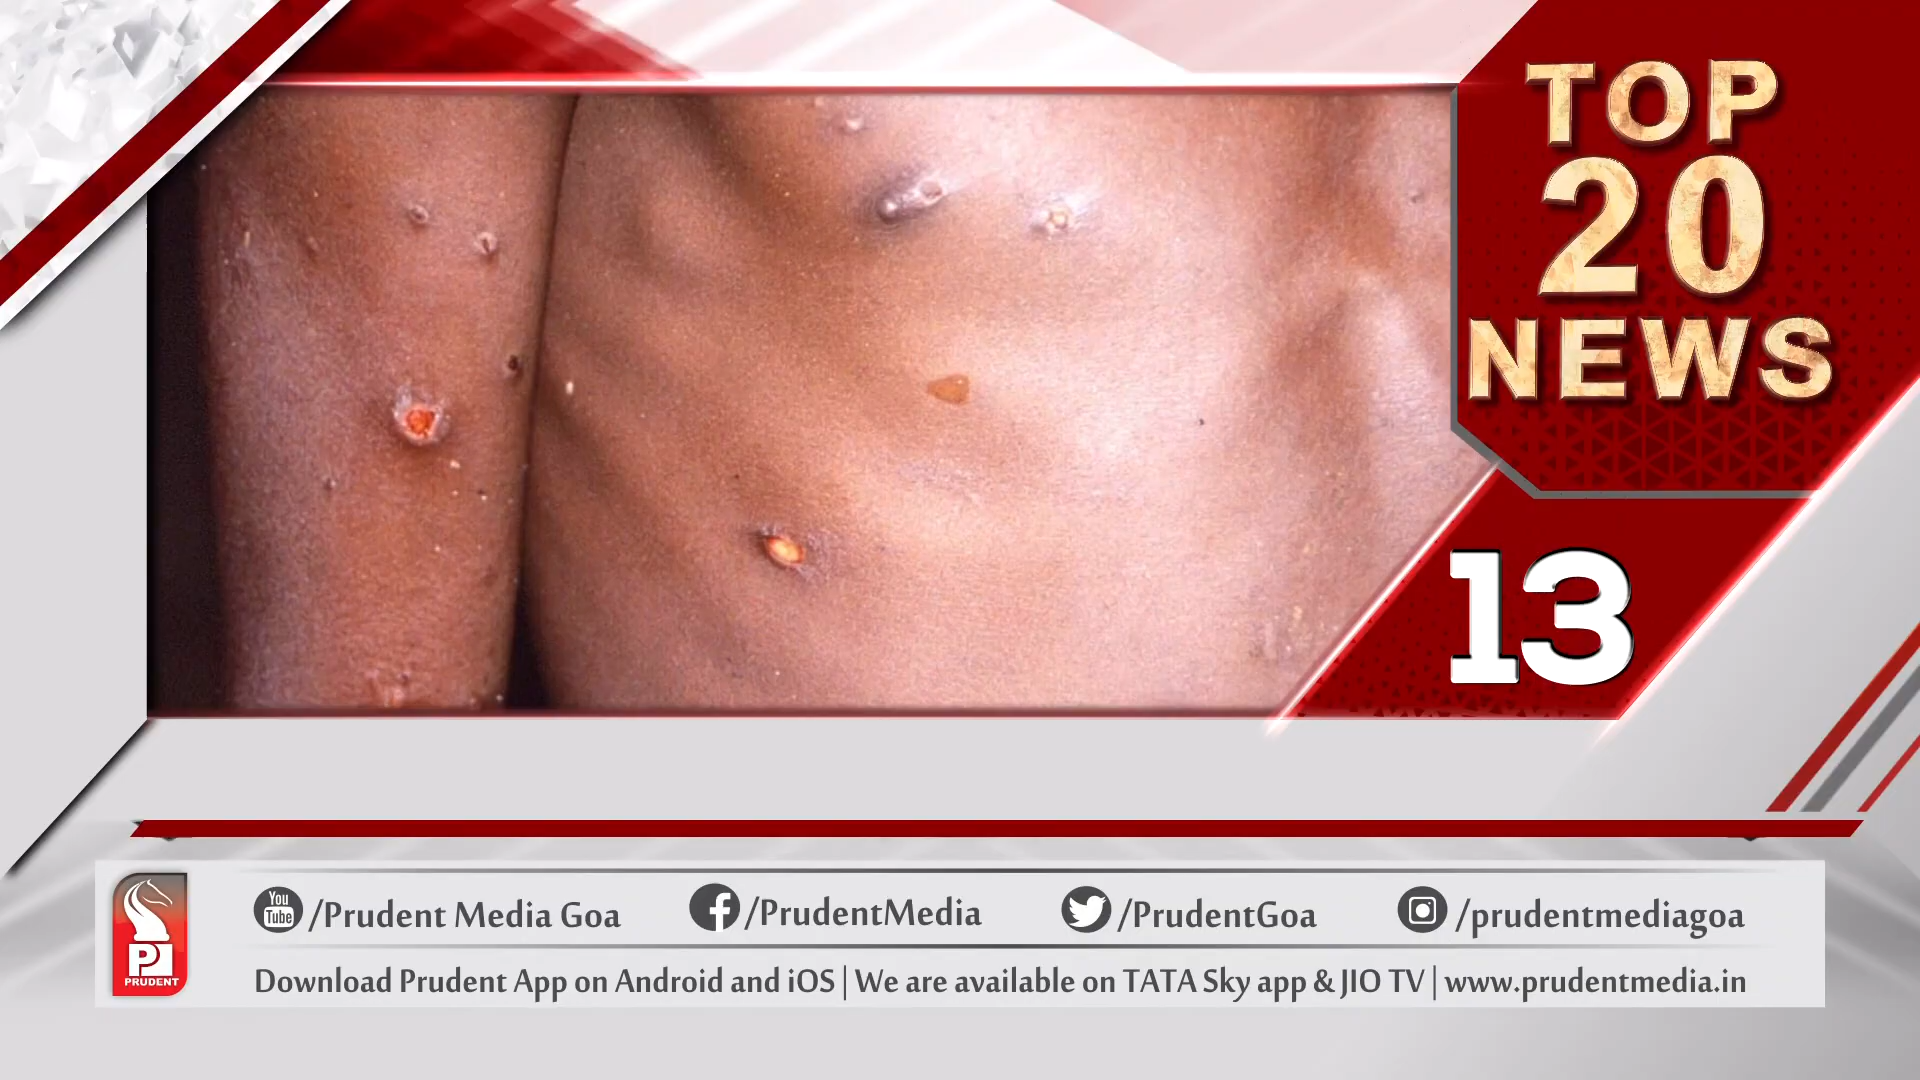 TOP
20
NEWS
13
You
Tube /Prudent Media Goa
/PrudentMedia
/PrudentGoa
/prudentmediagoa
PRUDENT
Download Prudent App on Android and iOS | We are available on TATA Sky app & JIO TV | www.prudentmedia.in